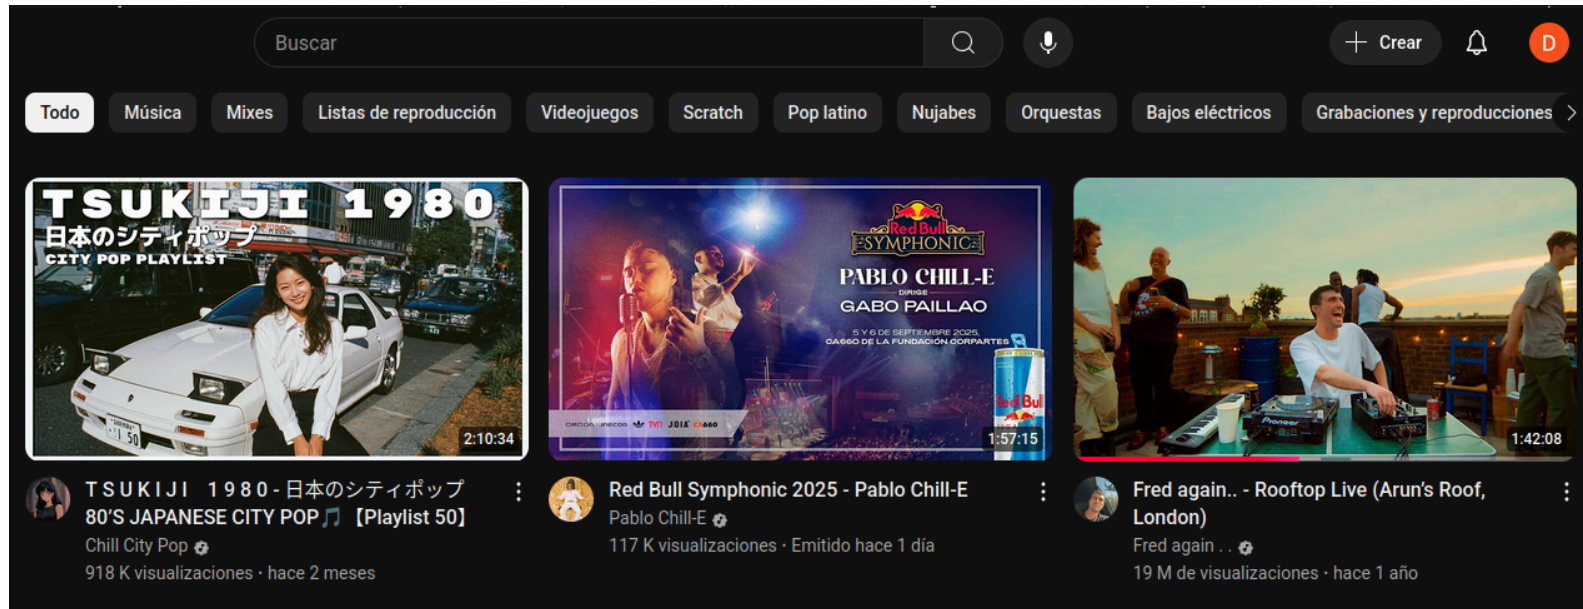 Buscar
Crear
D
Todo
Música
Mixes
Listas de reproducción
Videojuegos
Scratch
Pop latino
Nujabes
Orquestas
Bajos eléctricos
Grabaciones y reproducciones
TSUKIJI 1980
日本のシティポップ
CITY POP PLAYLIST
50
2:10:34
Red Bull
SYMPHONIC
PABLO CHILL-E
DIRIGE
GABO PAILLAO
5 Y 6 DE SEPTIEMBRE 2025,
CA660 DE LA FUNDACIÓN CORPARTES
TVN JOIA CA660
Red Bull
1:57:15
Pioneer
1:42:08
T S U K I J I 1 9 8 0 - 日本のシティポップ
80'S JAPANESE CITY POP🎵【Playlist 50】
Chill City Pop
918 K visualizaciones · hace 2 meses
Red Bull Symphonic 2025 - Pablo Chill-E
Pablo Chill-E
117 K visualizaciones · Emitido hace 1 día
Fred again.. - Rooftop Live (Arun’s Roof,
London)
Fred again . .
19 M de visualizaciones · hace 1 año